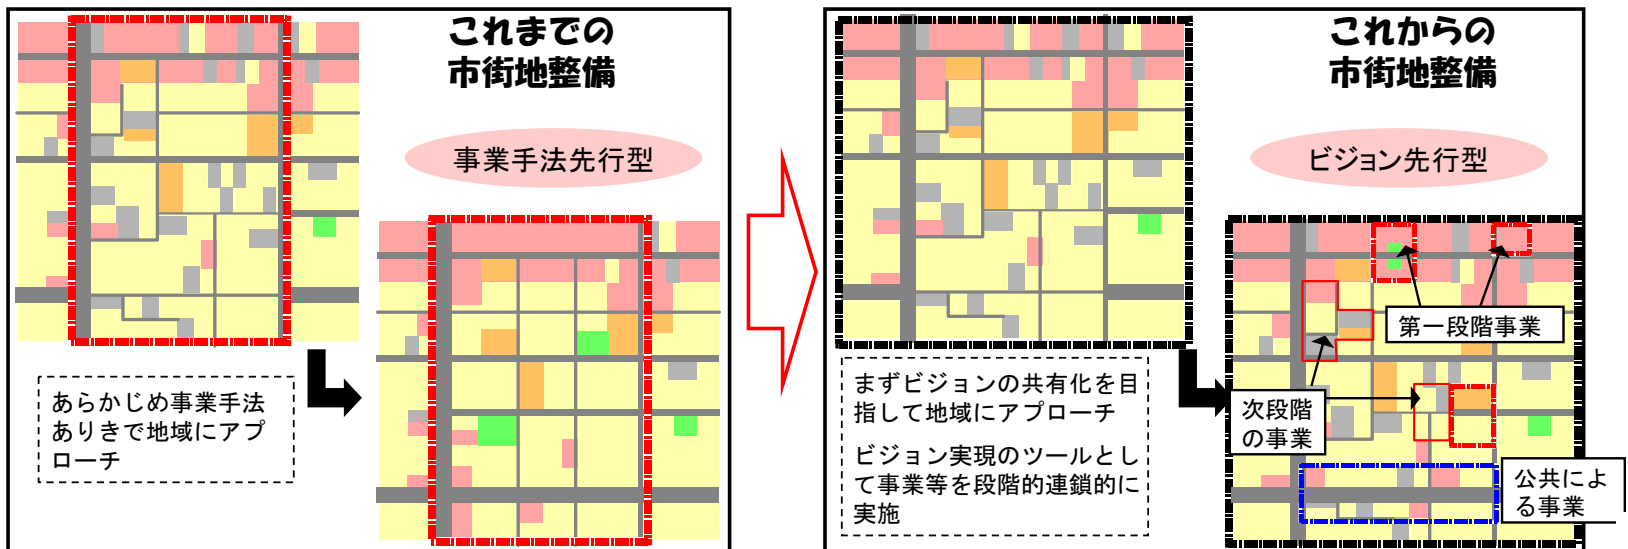 これまでの
市街地整備
事業手法先行型
あらかじめ事業手法
ありきで地域にアプ
ローチ
これからの
市街地整備
ビジョン先行型
まずビジョンの共有化を目
指して地域にアプローチ
ビジョン実現のツールとし
て事業等を段階的連鎖的に
実施
第一段階事業
次段階
の事業
公共によ
る事業